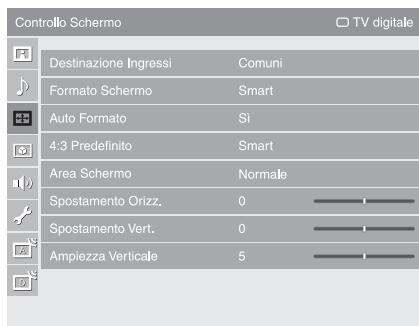 Controllo Schermo TV digitale
Destinazione Ingressi Comuni
Formato Schermo Smart
Auto Formato Sì
4:3 Predefinito Smart
Area Schermo Normale
Spostamento Orizz. 0
Spostamento Vert. 0
Ampiezza Verticale 5
A
D